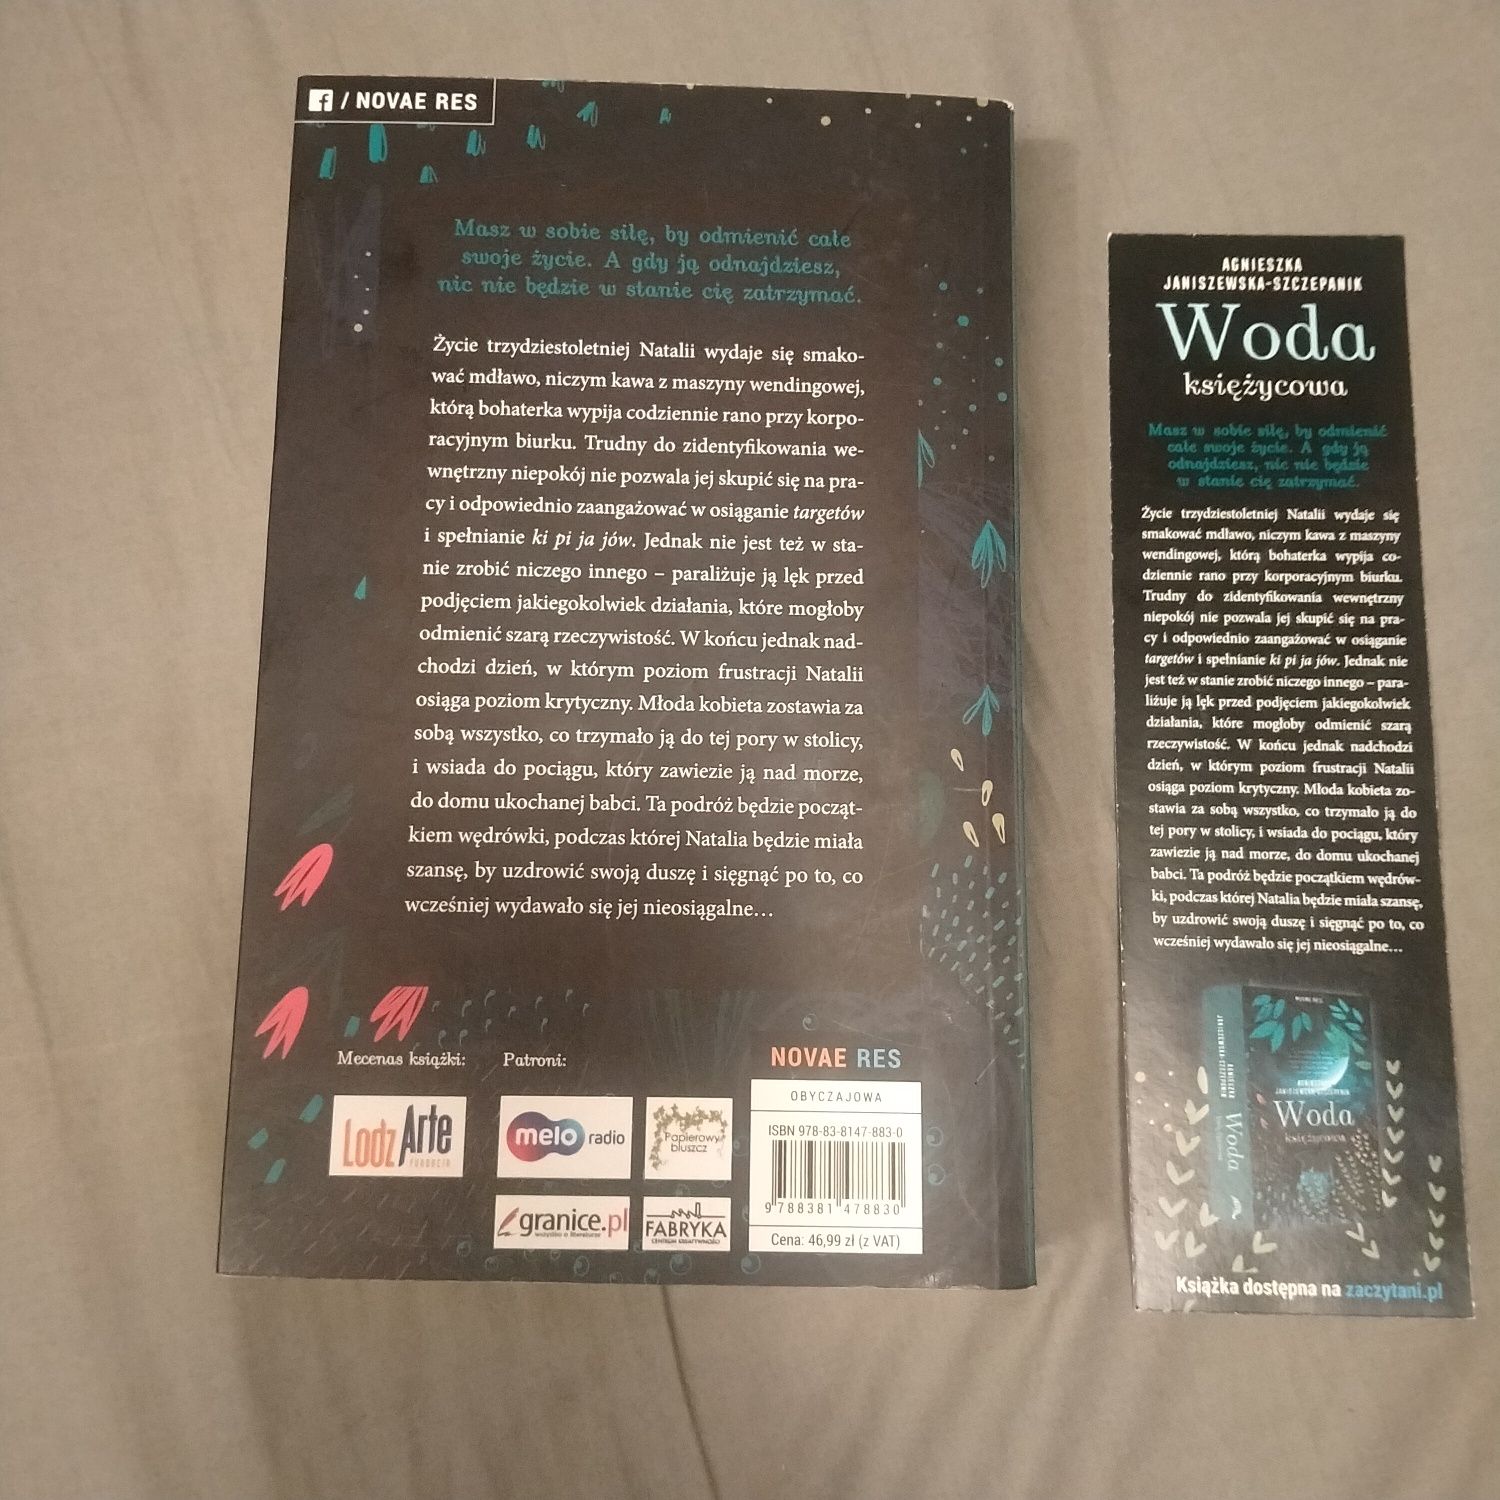 f / NOVAE RES
Masz w sobie siłę, by odmienić całe
swoje życie. A gdy ją odnajdziesz,
nic nie będzie w stanie cię zatrzymać.
Życie trzydziestoletniej Natalii wydaje się smako-
wać mdławo, niczym kawa z maszyny wendingowej,
którą bohaterka wypija codziennie rano przy korpo-
racyjnym biurku. Trudny do zidentyfikowania we-
wnętrzny niepokój nie pozwala jej skupić się na pra-
cy i odpowiednio zaangażować w osiąganie targetów
i spełnianie ki pi ja jów. Jednak nie jest też w sta-
nie zrobić niczego innego – paraliżuje ją lęk przed
podjęciem jakiegokolwiek działania, które mogłoby
odmienić szarą rzeczywistość. W końcu jednak nad-
chodzi dzień, w którym poziom frustracji Natalii
osiąga poziom krytyczny. Młoda kobieta zostawia za
sobą wszystko, co trzymało ją do tej pory w stolicy,
i wsiada do pociągu, który zawiezie ją nad morze,
do domu ukochanej babci. Ta podróż będzie począt-
kiem wędrówki, podczas której Natalia będzie miała
szansę, by uzdrowić swoją duszę i sięgnąć po to, co
wcześniej wydawało się jej nieosiągalne…
Mecenas książki:
Patroni:
LodzArte
FUNDACJA
melo radio
Papierowy
bluszcz
granice.pl
wszystko o literaturze
FABRYKA
CENTRUM KREATYWNOŚCI
NOVAE RES
OBYCZAJOWA
ISBN 978-83-8147-883-0
9 788381 478830
Cena: 46,99 zł (z VAT)
AGNIESZKA
JANISZEWSKA-SZCZEPANIK
Woda
księżycowa
Masz w sobie siłę, by odmienić
całe swoje życie. A gdy ją
odnajdziesz, nic nie będzie
w stanie cię zatrzymać.
Życie trzydziestoletniej Natalii wydaje się
smakować mdławo, niczym kawa z maszyny
wendingowej, którą bohaterka wypija co-
dziennie rano przy korporacyjnym biurku.
Trudny do zidentyfikowania wewnętrzny
niepokój nie pozwala jej skupić się na pra-
cy i odpowiednio zaangażować w osiąganie
targetów i spełnianie ki pi ja jów. Jednak nie
jest też w stanie zrobić niczego innego – para-
liżuje ją lęk przed podjęciem jakiegokolwiek
działania, które mogłoby odmienić szarą
rzeczywistość. W końcu jednak nadchodzi
dzień, w którym poziom frustracji Natalii
osiąga poziom krytyczny. Młoda kobieta zo-
stawia za sobą wszystko, co trzymało ją do
tej pory w stolicy, i wsiada do pociągu, który
zawiezie ją nad morze, do domu ukochanej
babci. Ta podróż będzie początkiem wędrów-
ki, podczas której Natalia będzie miała szansę,
by uzdrowić swoją duszę i sięgnąć po to, co
wcześniej wydawało się jej nieosiągalne…
NOVAE RES
AGNIESZKA
JANISZEWSKA-SZCZEPANIK
Woda
księżycowa
AGNIESZKA
JANISZEWSKA-SZCZEPANIK
Woda
Książka dostępna na zaczytani.pl